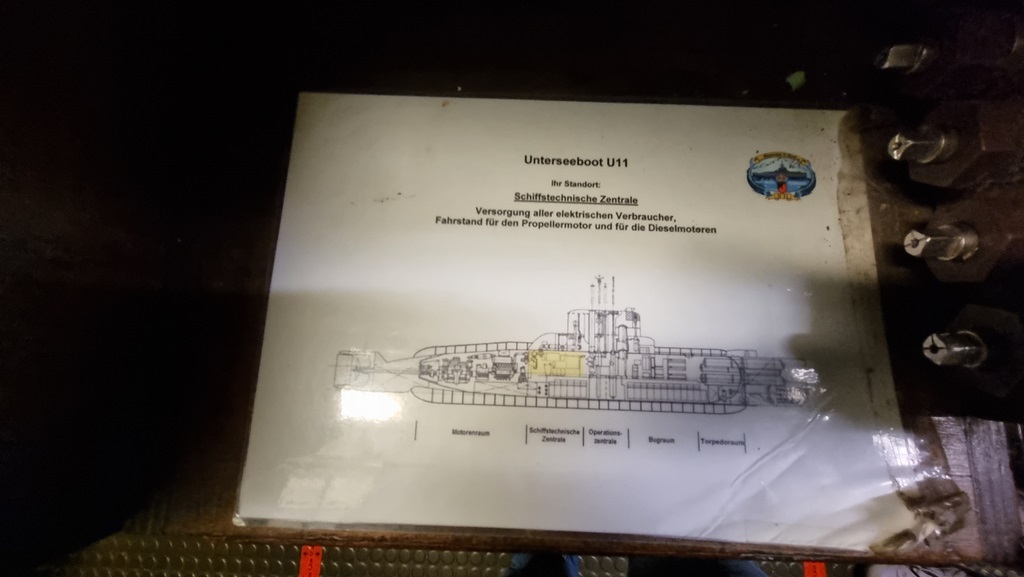 Unterseeboot U11
Ihr Standort:
Schiffstechnische Zentrale
Versorgung aller elektrischen Verbraucher,
Fahrstand für den Propellermotor und für die Dieselmotoren
Motorenraum
Schiffstechnische
Zentrale
Operations-
zentrale
Bugraum
Torpedoraum